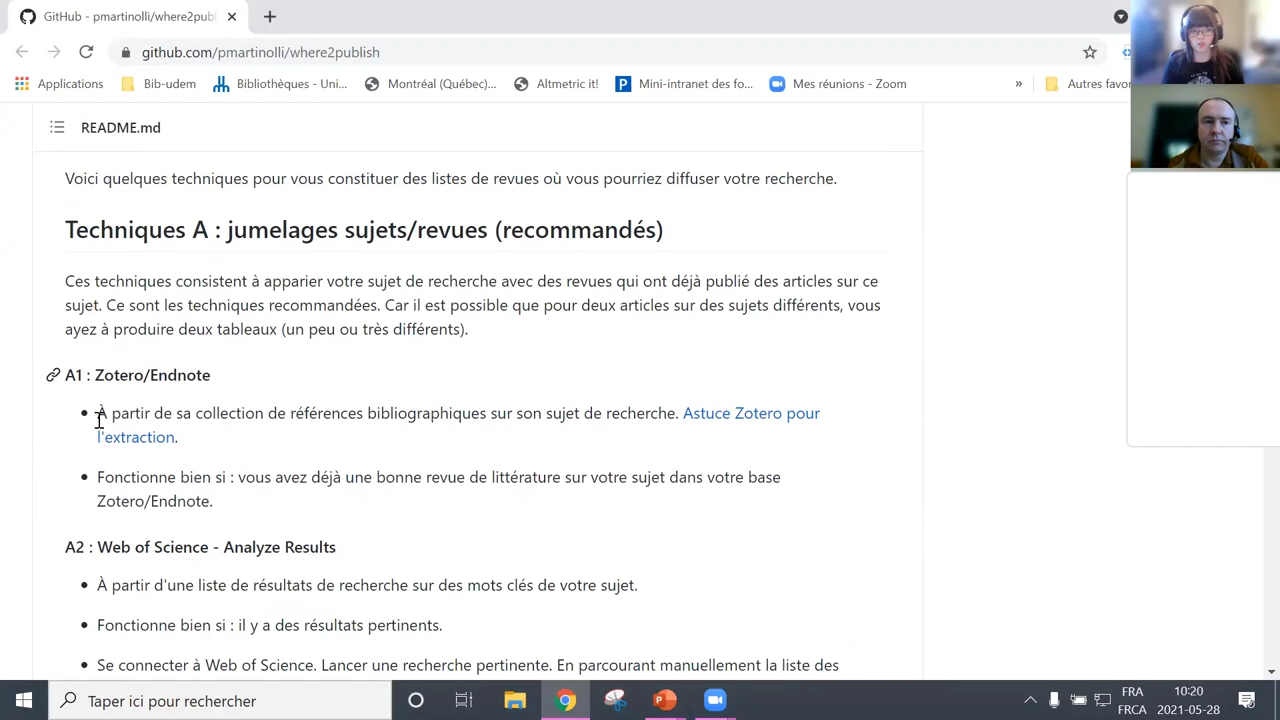 GitHub - pmartinolli/where2publ
github.com/pmartinolli/where2publish
Applications
Bib-udem
Bibliothèques - Uni...
Montréal (Québec)...
Altmetric it!
Mini-intranet des fo...
Mes réunions - Zoom
»
Autres favor
README.md
Voici quelques techniques pour vous constituer des listes de revues où vous pourriez diffuser votre recherche.
Techniques A : jumelages sujets/revues (recommandés)
Ces techniques consistent à apparier votre sujet de recherche avec des revues qui ont déjà publié des articles sur ce
sujet. Ce sont les techniques recommandées. Car il est possible que pour deux articles sur des sujets différents, vous
ayez à produire deux tableaux (un peu ou très différents).
A1 : Zotero/Endnote
À partir de sa collection de références bibliographiques sur son sujet de recherche. Astuce Zotero pour
l'extraction.
Fonctionne bien si : vous avez déjà une bonne revue de littérature sur votre sujet dans votre base
Zotero/Endnote.
A2 : Web of Science - Analyze Results
À partir d'une liste de résultats de recherche sur des mots clés de votre sujet.
Fonctionne bien si : il y a des résultats pertinents.
Se connecter à Web of Science. Lancer une recherche pertinente. En parcourant manuellement la liste des
Taper ici pour rechercher
FRA
FRCA
10:20
2021-05-28